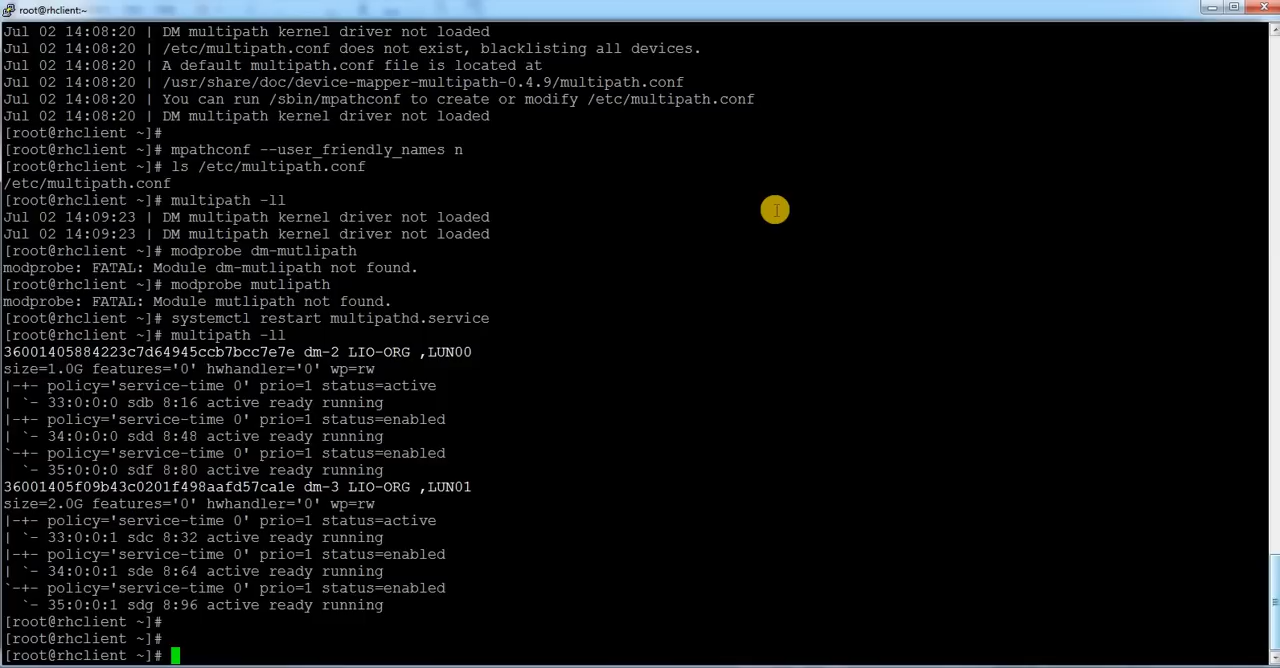 root@rhclient:~
Jul 02 14:08:20 | DM multipath kernel driver not loaded
Jul 02 14:08:20 | /etc/multipath.conf does not exist, blacklisting all devices.
Jul 02 14:08:20 | A default multipath.conf file is located at
Jul 02 14:08:20 | /usr/share/doc/device-mapper-multipath-0.4.9/multipath.conf
Jul 02 14:08:20 | You can run /sbin/mpathconf to create or modify /etc/multipath.conf
Jul 02 14:08:20 | DM multipath kernel driver not loaded
[root@rhclient ~]#
[root@rhclient ~]# mpathconf --user_friendly_names n
[root@rhclient ~]# ls /etc/multipath.conf
/etc/multipath.conf
[root@rhclient ~]# multipath -ll
Jul 02 14:09:23 | DM multipath kernel driver not loaded
Jul 02 14:09:23 | DM multipath kernel driver not loaded
[root@rhclient ~]# modprobe dm-mutlipath
modprobe: FATAL: Module dm-mutlipath not found.
[root@rhclient ~]# modprobe mutlipath
modprobe: FATAL: Module mutlipath not found.
[root@rhclient ~]# systemctl restart multipathd.service
[root@rhclient ~]# multipath -ll
36001405884223c7d64945ccb7bcc7e7e dm-2 LIO-ORG ,LUN00
size=1.0G features='0' hwhandler='0' wp=rw
|-+- policy='service-time 0' prio=1 status=active
| `- 33:0:0:0 sdb 8:16 active ready running
|-+- policy='service-time 0' prio=1 status=enabled
| `- 34:0:0:0 sdd 8:48 active ready running
`-+- policy='service-time 0' prio=1 status=enabled
  `- 35:0:0:0 sdf 8:80 active ready running
36001405f09b43c0201f498aafd57ca1e dm-3 LIO-ORG ,LUN01
size=2.0G features='0' hwhandler='0' wp=rw
|-+- policy='service-time 0' prio=1 status=active
| `- 33:0:0:1 sdc 8:32 active ready running
|-+- policy='service-time 0' prio=1 status=enabled
| `- 34:0:0:1 sde 8:64 active ready running
`-+- policy='service-time 0' prio=1 status=enabled
  `- 35:0:0:1 sdg 8:96 active ready running
[root@rhclient ~]#
[root@rhclient ~]#
[root@rhclient ~]#